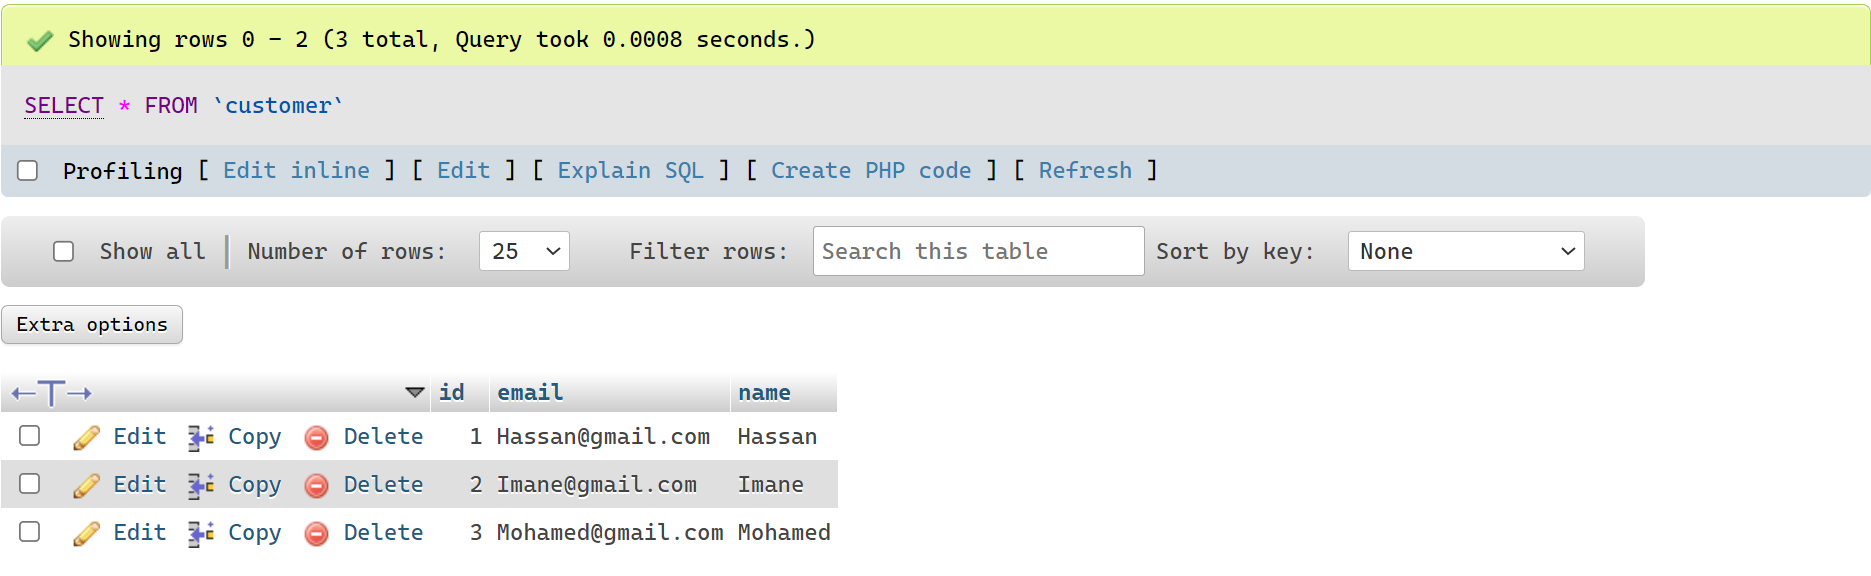 Showing rows 0 - 2 (3 total, Query took 0.0008 seconds.)
SELECT * FROM `customer`
Profiling [ Edit inline ] [ Edit ] [ Explain SQL ] [ Create PHP code ] [ Refresh ]
Show all | Number of rows: 25 Filter rows: Search this table Sort by key: None
Extra options
id email name
Edit Copy Delete 1 Hassan@gmail.com Hassan
Edit Copy Delete 2 Imane@gmail.com Imane
Edit Copy Delete 3 Mohamed@gmail.com Mohamed